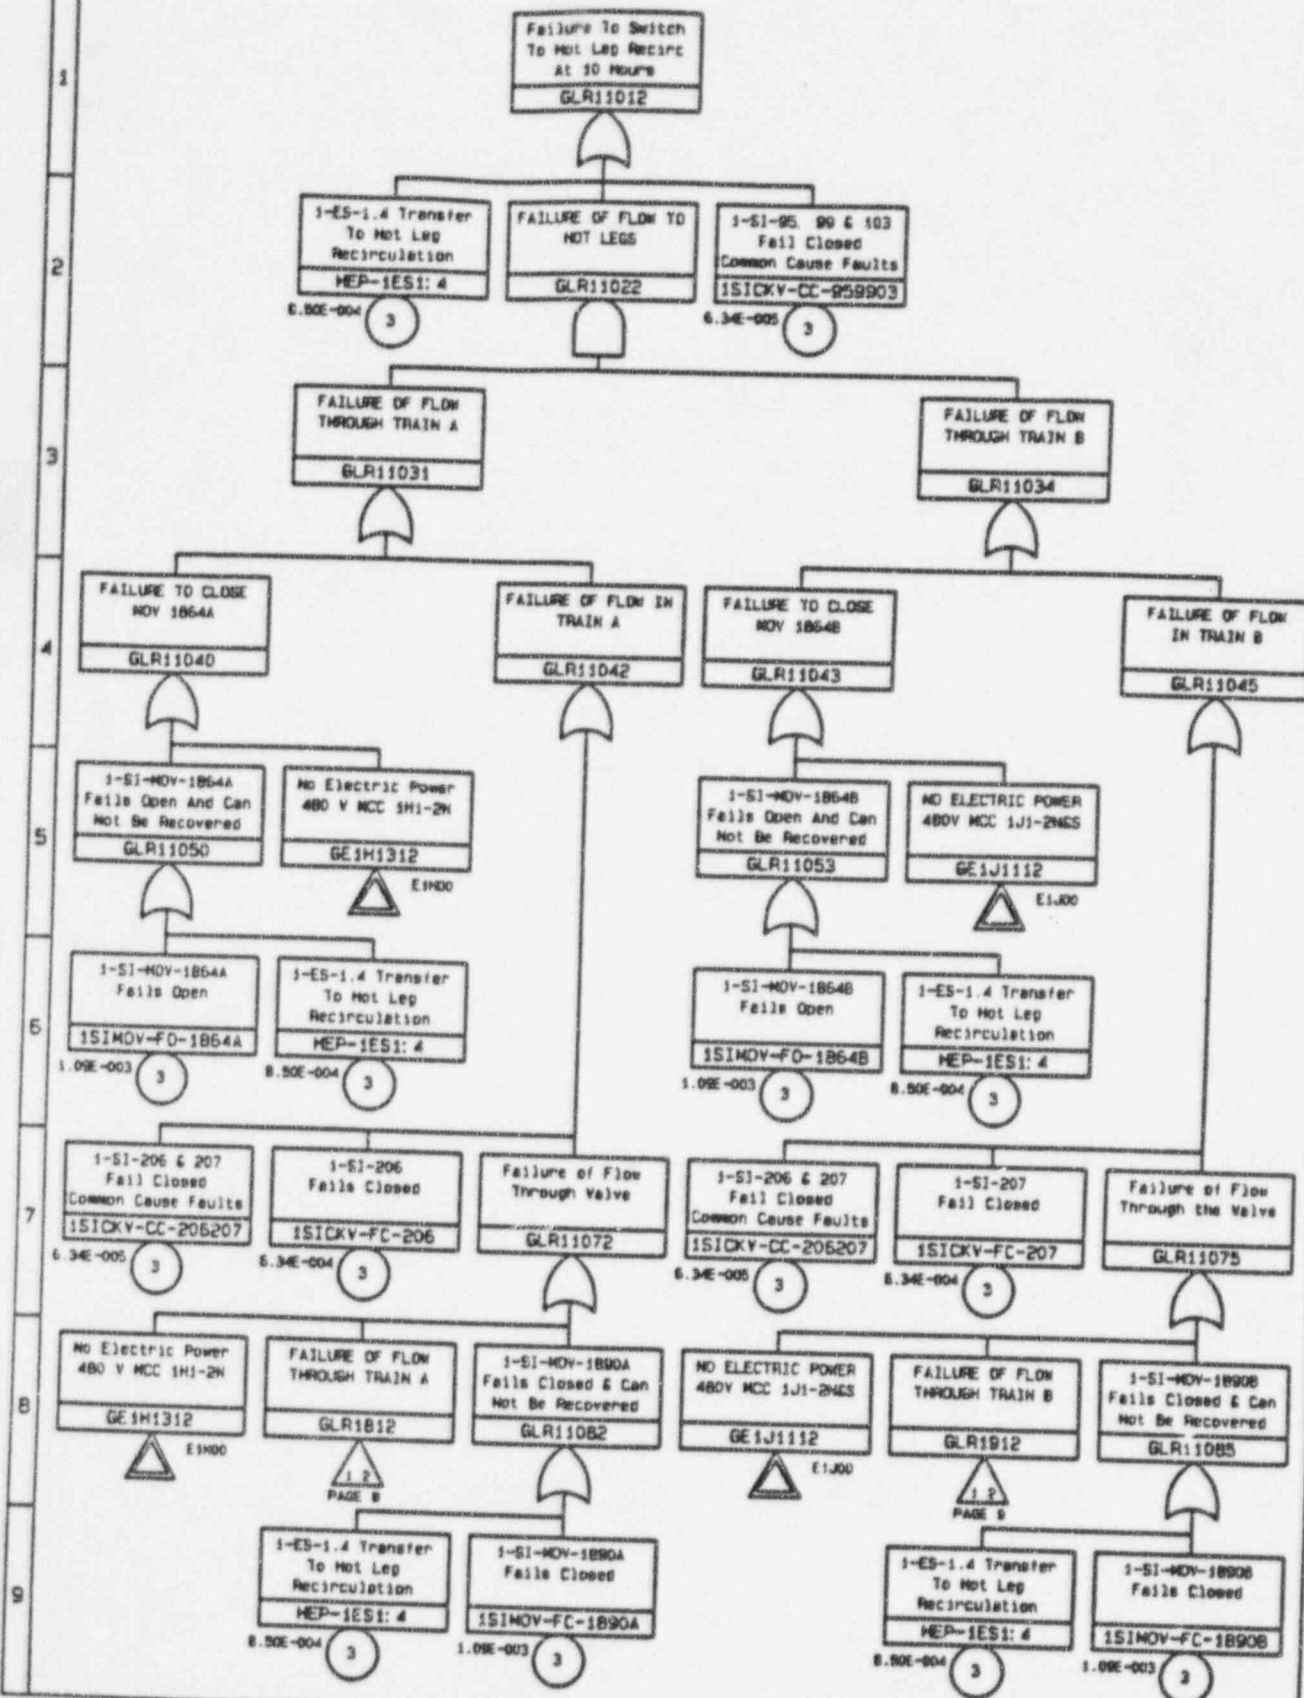 1
Failure To Switch
To Hot Leg Recirc
At 10 Hours
GLR11012
2
1-ES-1.4 Transfer
To Hot Leg
Recirculation
HEP-1ES1:4
8.50E-004
3
FAILURE OF FLOW TO
HOT LEGS
GLR11022
1-SI-95, 99 & 103
Fail Closed
Common Cause Faults
1SICKV-CC-959903
6.34E-005
3
3
FAILURE OF FLOW
THROUGH TRAIN A
GLR11031
FAILURE OF FLOW
THROUGH TRAIN B
GLR11034
4
FAILURE TO CLOSE
MOV 1864A
GLR11040
FAILURE OF FLOW IN
TRAIN A
GLR11042
FAILURE TO CLOSE
MOV 1864B
GLR11043
FAILURE OF FLOW
IN TRAIN B
GLR11045
5
1-SI-MOV-1864A
Fails Open And Can
Not Be Recovered
GLR11050
No Electric Power
480 V MCC 1H1-2N
GE1H1312
E1H00
1-SI-MOV-1864B
Fails Open And Can
Not Be Recovered
GLR11053
NO ELECTRIC POWER
480V MCC 1J1-2N&S
GE1J1112
E1J00
6
1-SI-MOV-1864A
Fails Open
1SIMOV-FO-1864A
1.09E-003
3
1-ES-1.4 Transfer
To Hot Leg
Recirculation
HEP-1ES1:4
8.50E-004
3
1-SI-MOV-1864B
Fails Open
1SIMOV-FO-1864B
1.09E-003
3
1-ES-1.4 Transfer
To Hot Leg
Recirculation
HEP-1ES1:4
8.50E-004
3
7
1-SI-206 & 207
Fail Closed
Common Cause Faults
1SICKV-CC-206207
6.34E-005
3
1-SI-206
Fails Closed
1SICKV-FC-206
6.34E-004
3
Failure of Flow
Through Valve
GLR11072
1-SI-206 & 207
Fail Closed
Common Cause Faults
1SICKV-CC-206207
6.34E-005
3
1-SI-207
Fail Closed
1SICKV-FC-207
6.34E-004
3
Failure of Flow
Through the Valve
GLR11075
8
No Electric Power
480 V MCC 1H1-2N
GE1H1312
E1H00
FAILURE OF FLOW
THROUGH TRAIN A
GLR1812
1 2
PAGE 8
1-SI-MOV-1890A
Fails Closed & Can
Not Be Recovered
GLR11082
NO ELECTRIC POWER
480V MCC 1J1-2N&S
GE1J1112
E1J00
FAILURE OF FLOW
THROUGH TRAIN B
GLR1912
1 2
PAGE 9
1-SI-MOV-1890B
Fails Closed & Can
Not Be Recovered
GLR11085
9
1-ES-1.4 Transfer
To Hot Leg
Recirculation
HEP-1ES1:4
8.50E-004
3
1-SI-MOV-1890A
Fails Closed
1SIMOV-FC-1890A
1.09E-003
3
1-ES-1.4 Transfer
To Hot Leg
Recirculation
HEP-1ES1:4
8.50E-004
3
1-SI-MOV-1890B
Fails Closed
1SIMOV-FC-1890B
1.09E-003
3